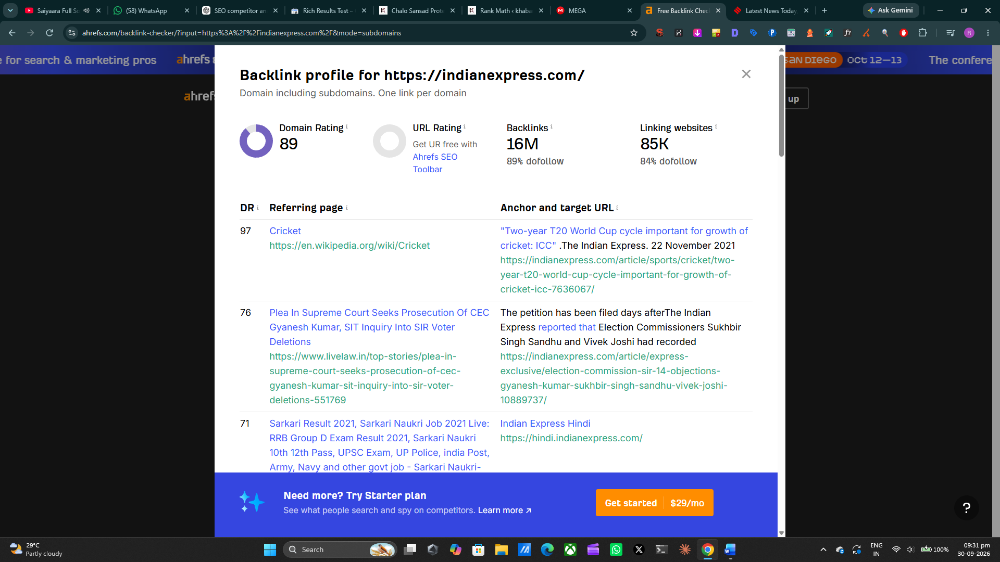 Saiyaara Full So
(58) WhatsApp
SEO competitor an
Rich Results Test –
Chalo Sansad Prote
Rank Math ‹ khaba
MEGA
Free Backlink Chec
Latest News Today
Ask Gemini
ahrefs.com/backlink-checker/?input=https%3A%2F%2Findianexpress.com%2F&mode=subdomains
e for search & marketing pros
ahrefs
SAN DIEGO
Oct 12—13
The confere
ahrefs
up
Backlink profile for https://indianexpress.com/
Domain including subdomains. One link per domain
Domain Rating i
89
URL Rating i
Get UR free with
Ahrefs SEO
Toolbar
Backlinks i
16M
89% dofollow
Linking websites i
85K
84% dofollow
DR i
Referring page i
Anchor and target URL i
97
Cricket
https://en.wikipedia.org/wiki/Cricket
"Two-year T20 World Cup cycle important for growth of
cricket: ICC" .The Indian Express. 22 November 2021
https://indianexpress.com/article/sports/cricket/two-
year-t20-world-cup-cycle-important-for-growth-of-
cricket-icc-7636067/
76
Plea In Supreme Court Seeks Prosecution Of CEC
Gyanesh Kumar, SIT Inquiry Into SIR Voter
Deletions
https://www.livelaw.in/top-stories/plea-in-
supreme-court-seeks-prosecution-of-cec-
gyanesh-kumar-sit-inquiry-into-sir-voter-
deletions-551769
The petition has been filed days afterThe Indian
Express reported that Election Commissioners Sukhbir
Singh Sandhu and Vivek Joshi had recorded
https://indianexpress.com/article/express-
exclusive/election-commission-sir-14-objections-
gyanesh-kumar-sukhbir-singh-sandhu-vivek-joshi-
10889737/
71
Sarkari Result 2021, Sarkari Naukri Job 2021 Live:
RRB Group D Exam Result 2021, Sarkari Naukri
10th 12th Pass, UPSC Exam, UP Police, india Post,
Army, Navy and other govt job - Sarkari Naukri-
Indian Express Hindi
https://hindi.indianexpress.com/
Need more? Try Starter plan
See what people search and spy on competitors. Learn more ↗
Get started
$29/mo
?
29°C
Partly cloudy
Search
ENG
IN
100%
09:31 pm
30-09-2026